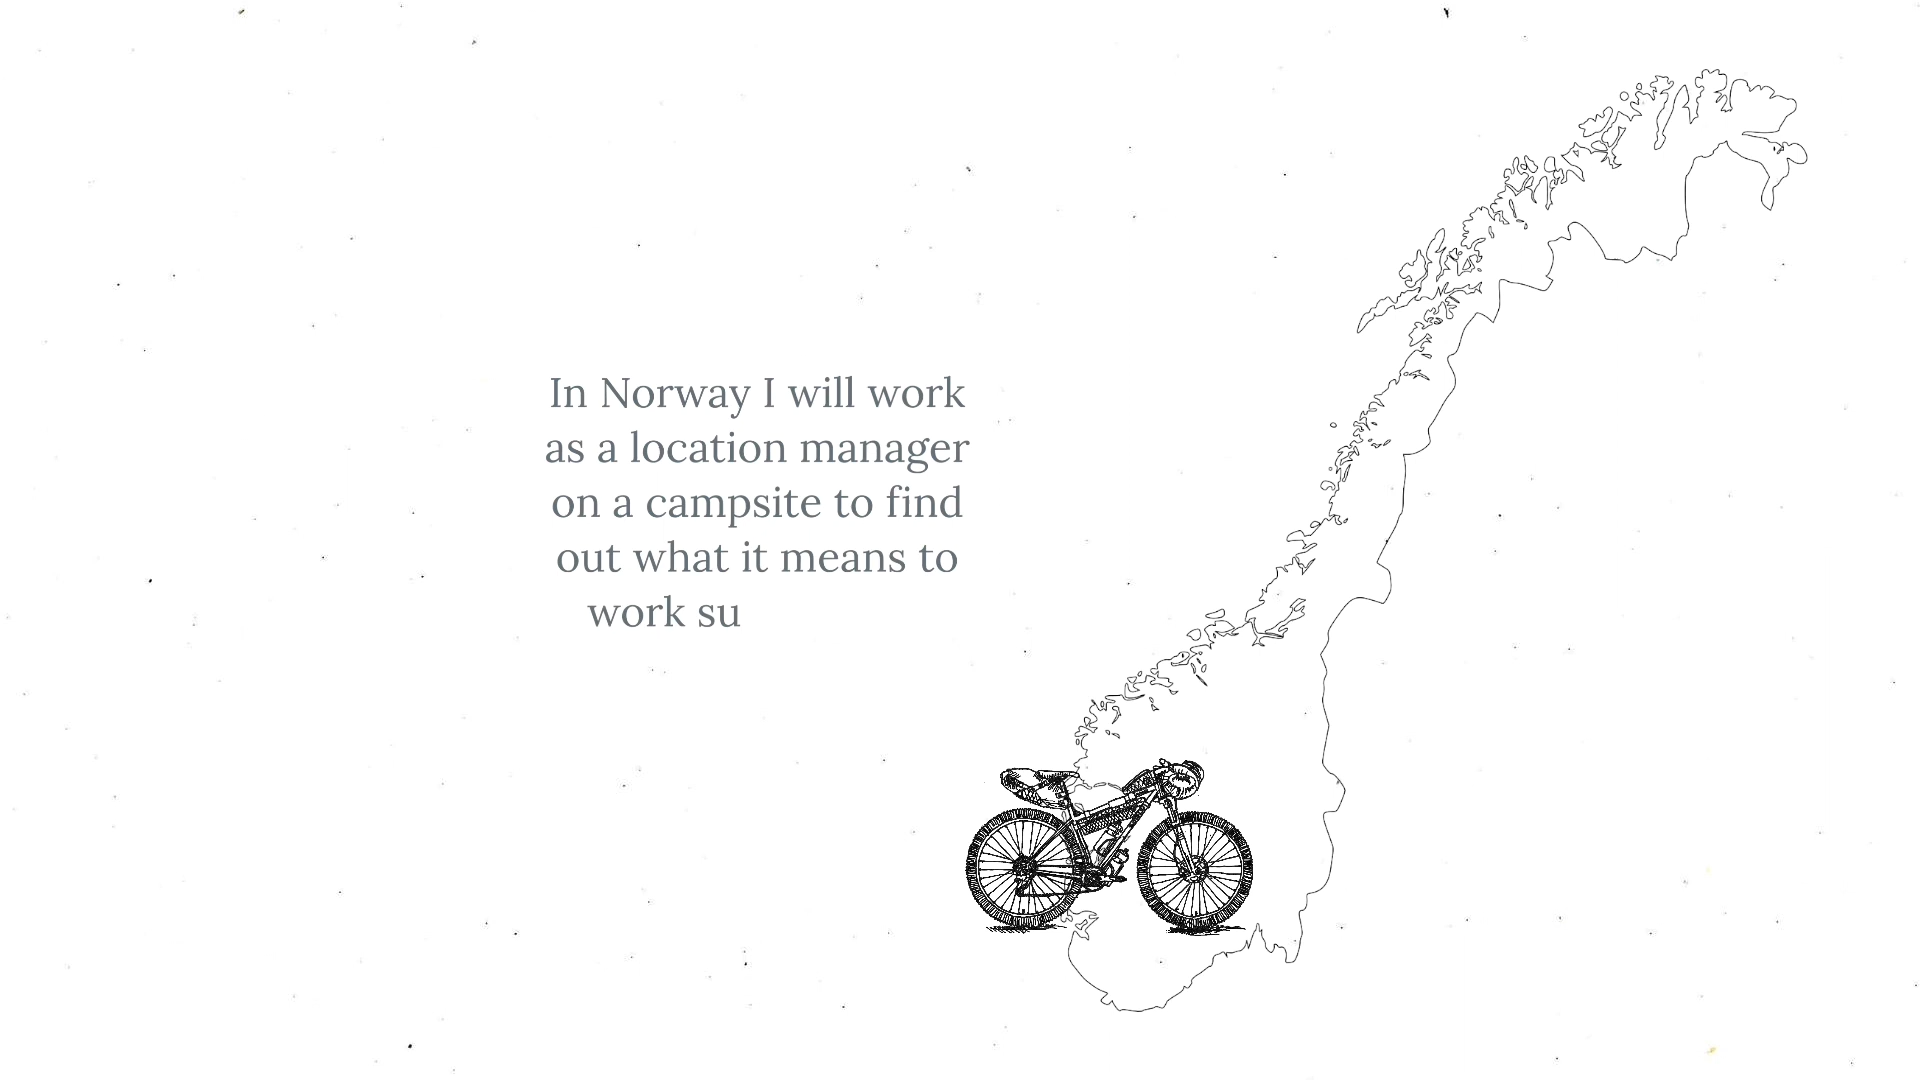 In Norway I will work
as a location manager
on a campsite to find
out what it means to
work su